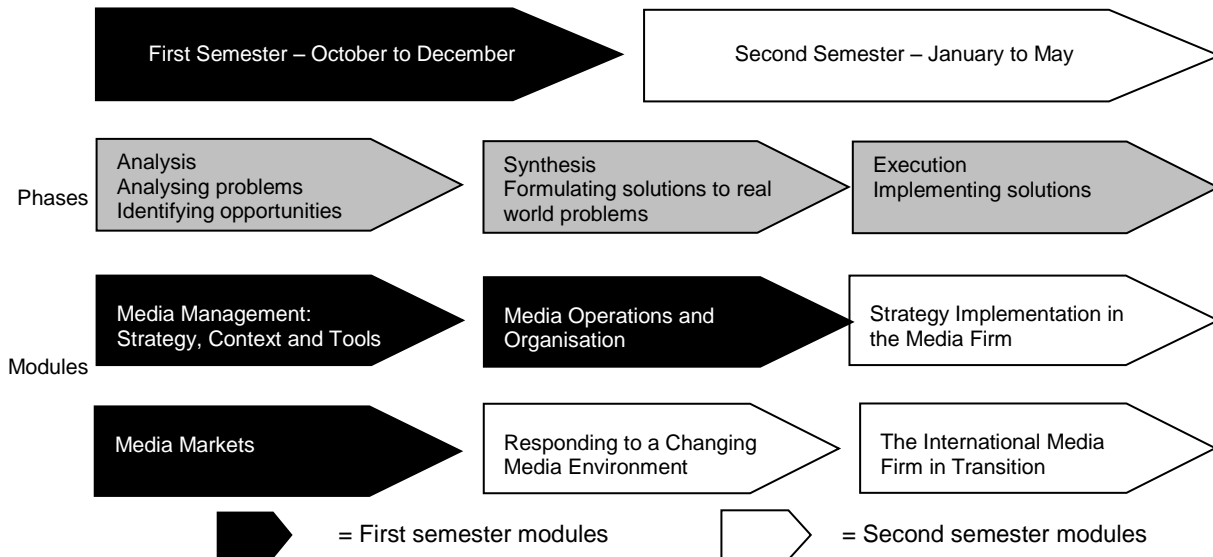 First Semester – October to December
Second Semester – January to May
Phases
Analysis
Analysing problems
Identifying opportunities
Synthesis
Formulating solutions to real
world problems
Execution
Implementing solutions
Modules
Media Management:
Strategy, Context and Tools
Media Operations and
Organisation
Strategy Implementation in
the Media Firm
Media Markets
Responding to a Changing
Media Environment
The International Media
Firm in Transition
= First semester modules
= Second semester modules